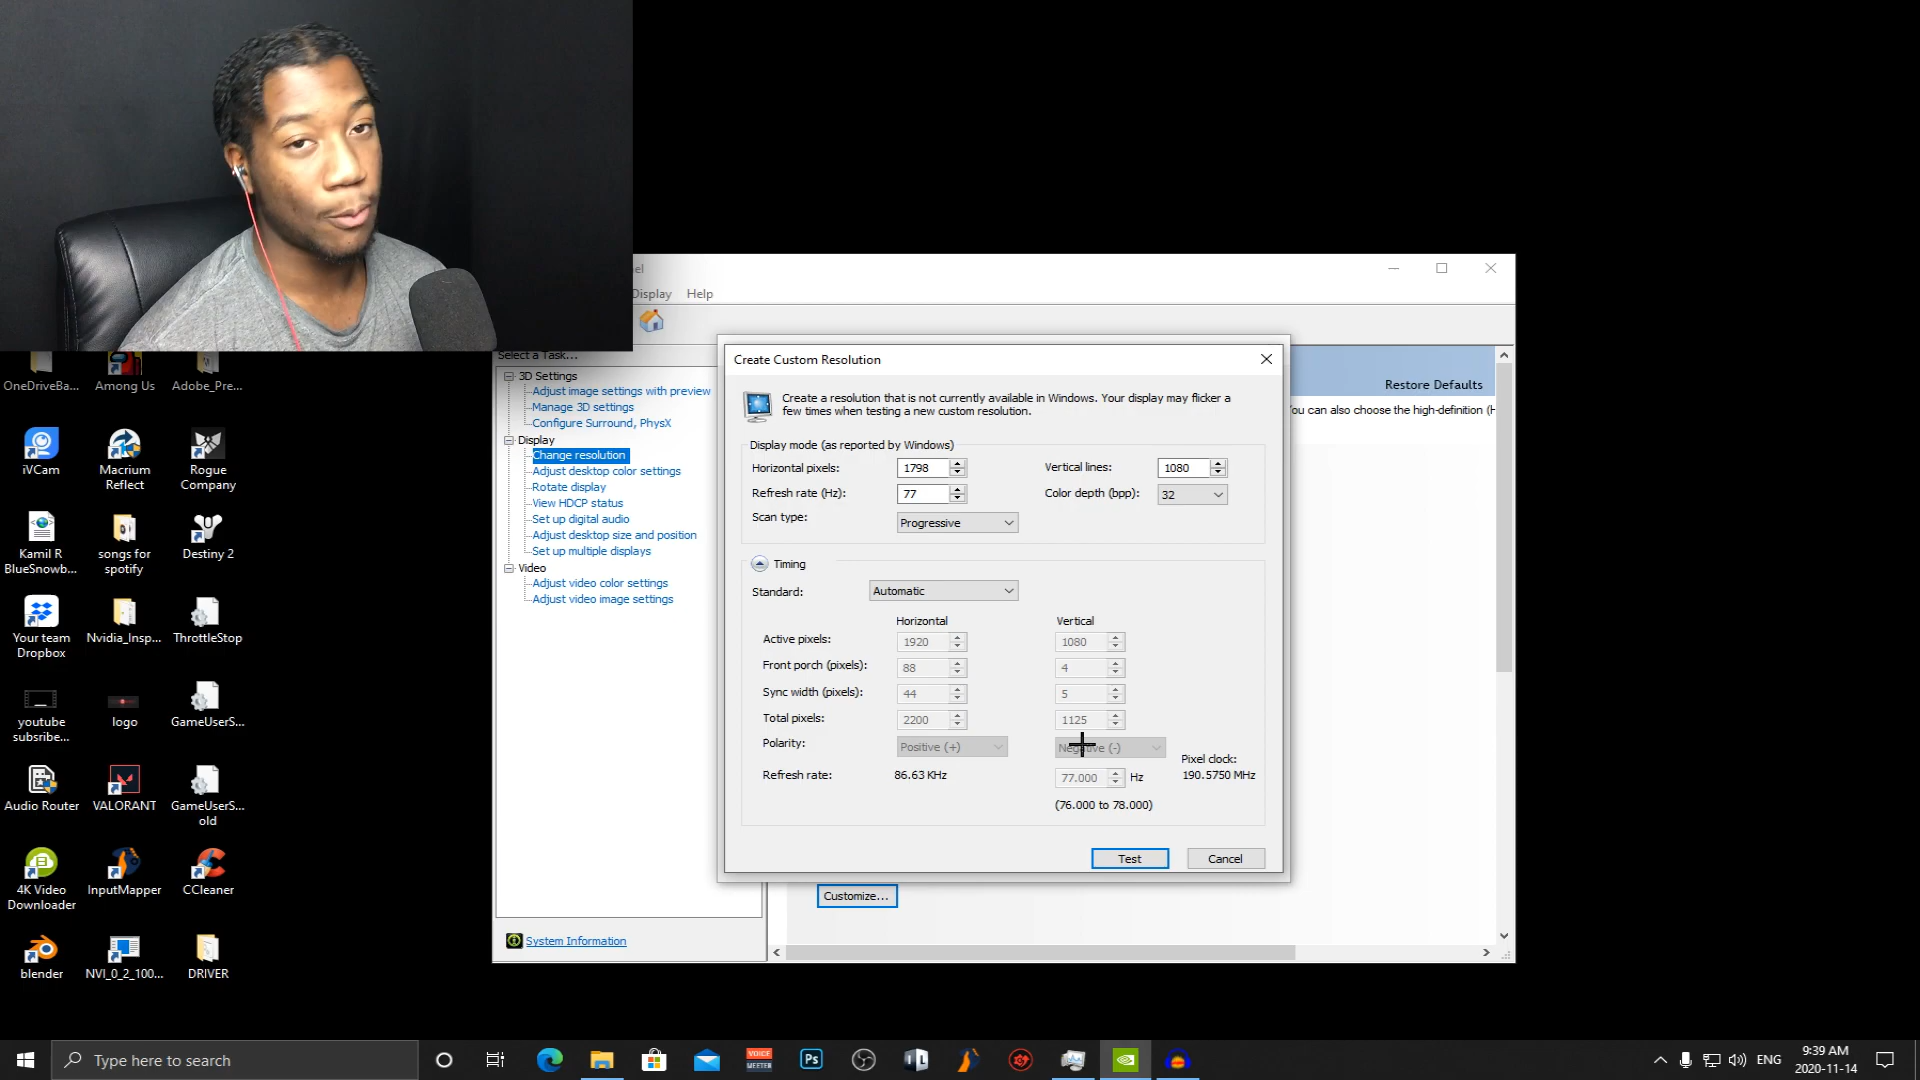 el
Display Help
Select a Task...
3D Settings
Adjust image settings with preview
Manage 3D settings
Configure Surround, PhysX
Display
Change resolution
Adjust desktop color settings
Rotate display
View HDCP status
Set up digital audio
Adjust desktop size and position
Set up multiple displays
Video
Adjust video color settings
Adjust video image settings
System Information
Restore Defaults
ou can also choose the high-definition (H
Customize...
Create Custom Resolution
Create a resolution that is not currently available in Windows. Your display may flicker a
few times when testing a new custom resolution.
Display mode (as reported by Windows)
Horizontal pixels: 1798 Vertical lines: 1080
Refresh rate (Hz): 77 Color depth (bpp): 32
Scan type: Progressive
Timing
Standard: Automatic
Horizontal Vertical
Active pixels: 1920 1080
Front porch (pixels): 88 4
Sync width (pixels): 44 5
Total pixels: 2200 1125
Polarity: Positive (+) Negative (-)
Pixel clock:
Refresh rate: 86.63 KHz 77.000 Hz 190.5750 MHz
(76.000 to 78.000)
Test Cancel
OneDriveBa... Among Us Adobe_Pre...
iVCam
Macrium
Reflect
Rogue
Company
Kamil R
BlueSnowb...
songs for
spotify
Destiny 2
Your team
Dropbox
Nvidia_Insp... ThrottleStop
youtube
subsribe...
logo
GameUserS...
Audio Router VALORANT
GameUserS...
old
4K Video
Downloader
InputMapper CCleaner
blender NVI_0_2_100... DRIVER
Type here to search
VOICE
MEETER
Ps
ENG
9:39 AM
2020-11-14